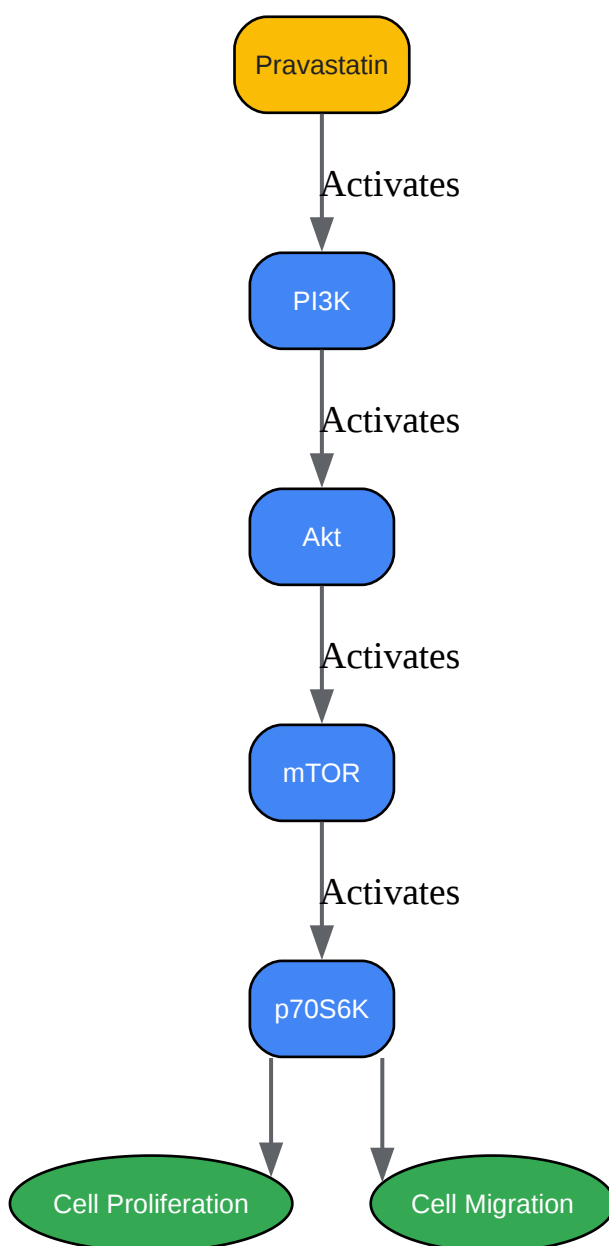 Pravastatin
Activates
PI3K
Activates
Akt
Activates
mTOR
Activates
p70S6K
Cell Proliferation
Cell Migration